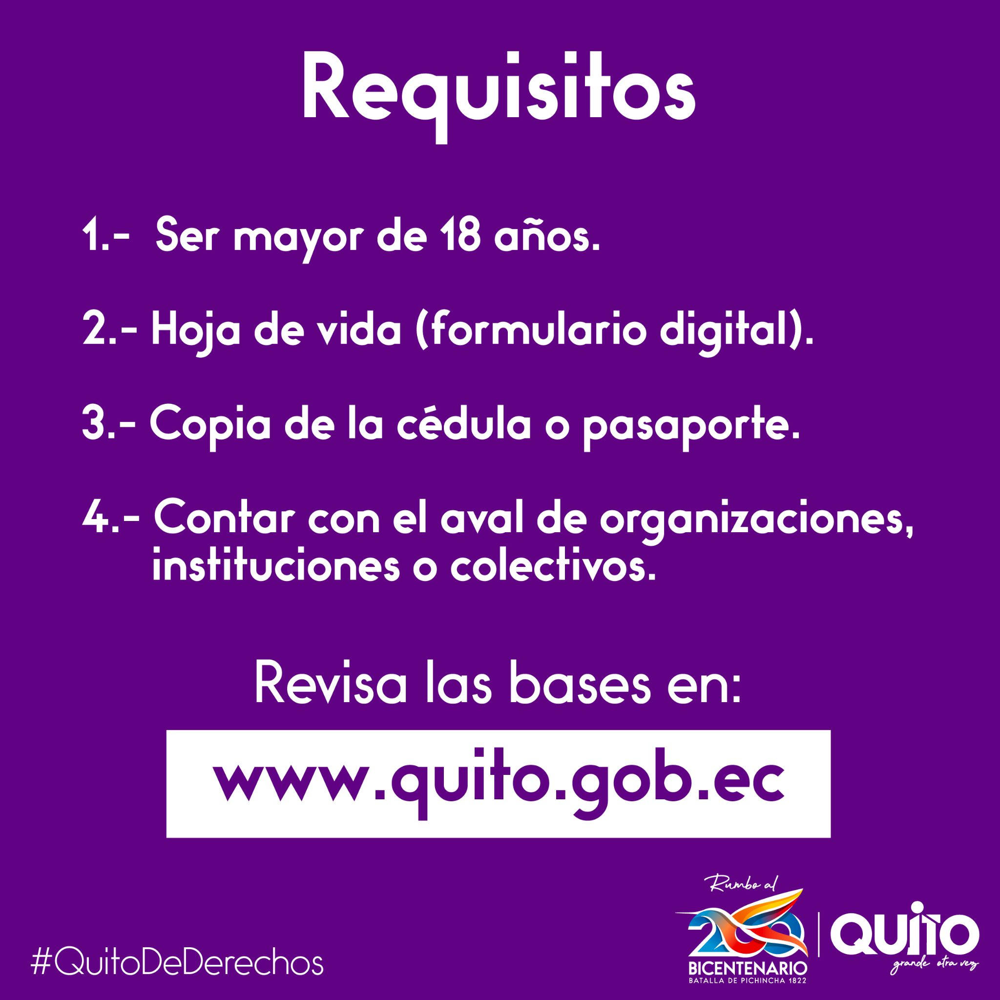 Requisitos
1.- Ser mayor de 18 años.
2.- Hoja de vida (formulario digital).
3.- Copia de la cédula o pasaporte.
4.- Contar con el aval de organizaciones,
instituciones o colectivos.
Revisa las bases en:
www.quito.gob.ec
#QuitoDeDerechos
Rumbo al
200
BICENTENARIO
BATALLA DE PICHINCHA 1822
QUITO
grande otra vez